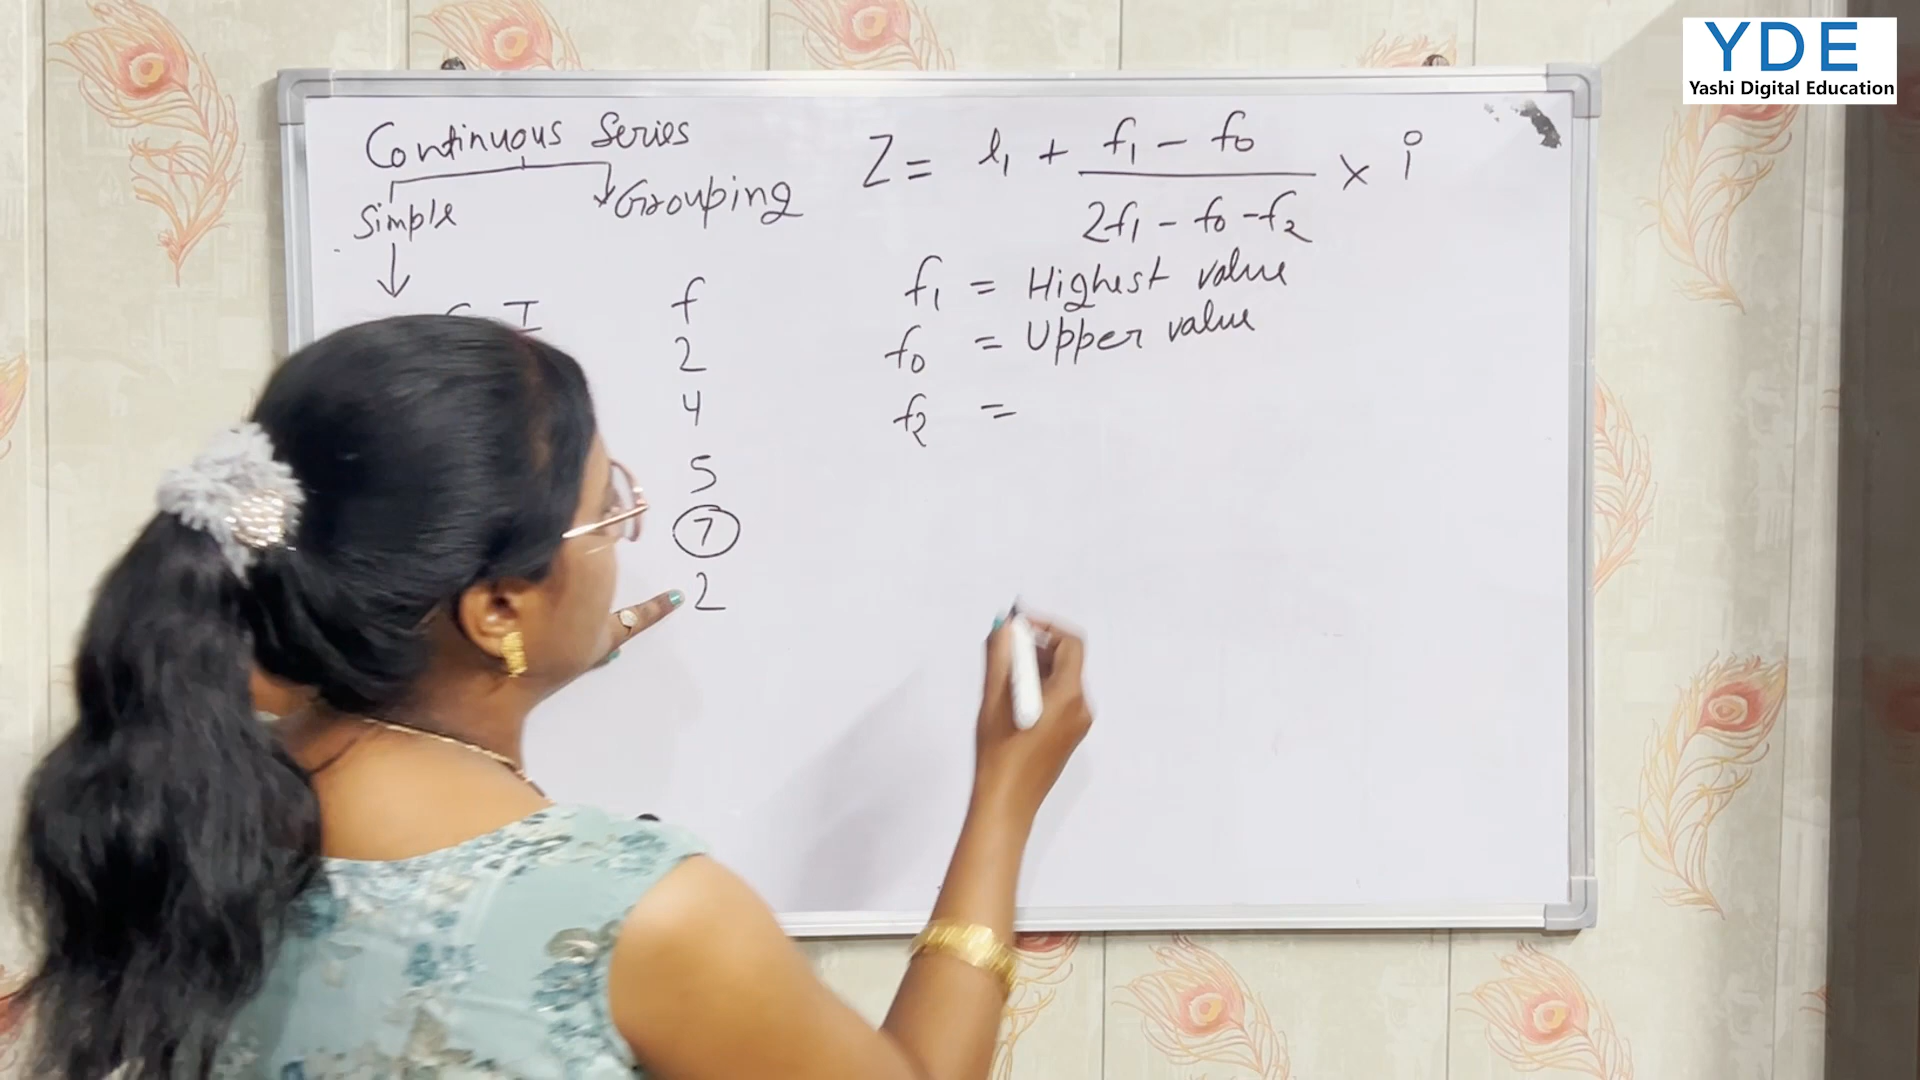 YDE
Yashi Digital Education
Continuous Series
Simple Grouping
Z = l₁ + f₁ - f₀ / 2f₁ - f₀ - f₂ × i
f
2
4
5
7
2
f₁ = Highest value
f₀ = Upper value
f₂ =